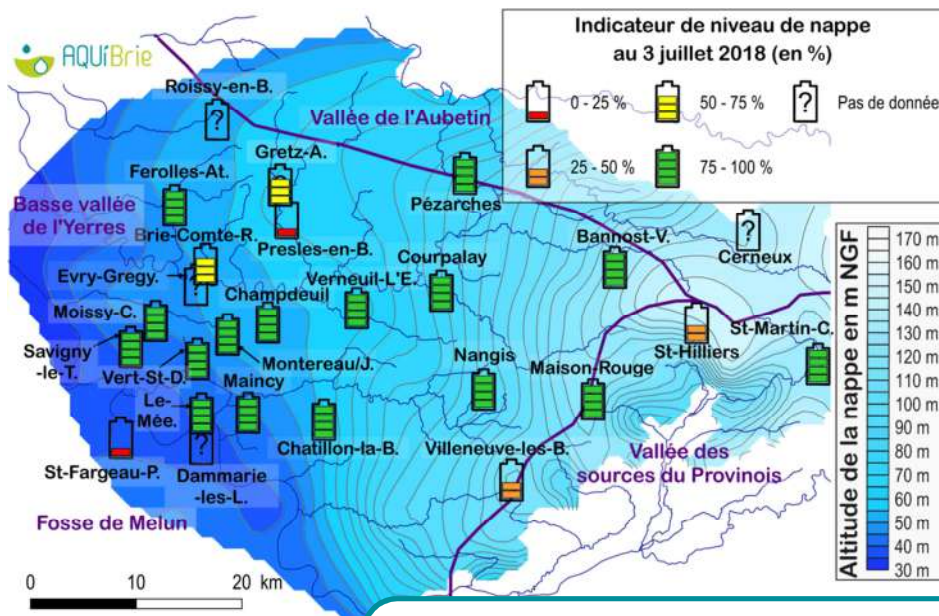 AQUiBrie
Indicateur de niveau de nappe
au 3 juillet 2018 (en %)
0 - 25 %
50 - 75 %
? Pas de donnée
25 - 50 %
75 - 100 %
Roissy-en-B.
?
Vallée de l'Aubetin
Gretz-A.
Ferolles-At.
Pézarches
Basse vallée
de l'Yerres
Brie-Comte-R.
Presles-en-B.
Bannost-V.
?
Cerneux
Courpalay
Evry-Gregy.
?
Verneuil-L'E.
Champdeuil
Moissy-C.
St-Martin-C.
Savigny
-le-T.
Vert-St-D.
Montereau/J.
St-Hilliers
Nangis
Maison-Rouge
Maincy
Le-
Mée.
Chatillon-la-B.
Villeneuve-les-B.
?
St-Fargeau-P.
Dammarie
-les-L.
Vallée des
sources du Provinois
Fosse de Melun
0 10 20 km
Altitude de la nappe en m NGF
170 m
160 m
150 m
140 m
130 m
120 m
110 m
100 m
90 m
80 m
70 m
60 m
50 m
40 m
30 m